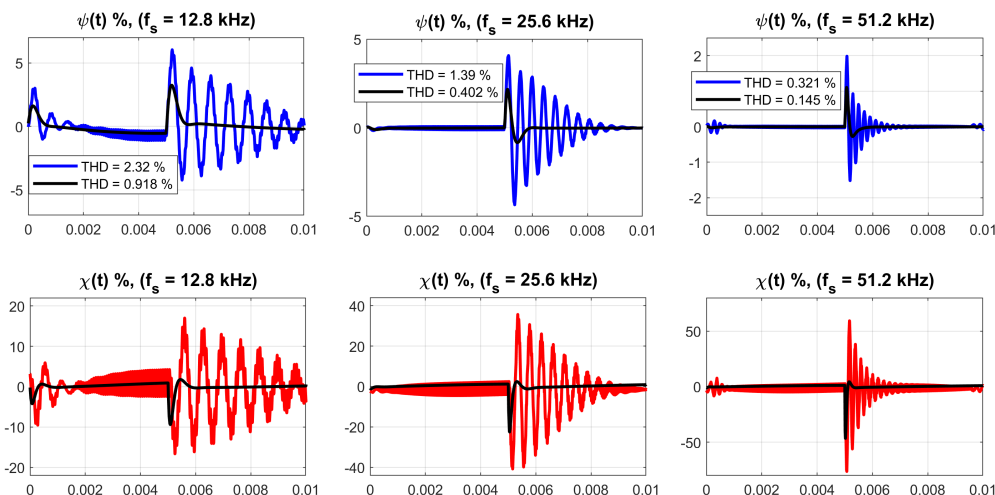 ψ(t) %, (fs = 12.8 kHz)
5
0
-5
THD = 2.32 %
THD = 0.918 %
0 0.002 0.004 0.006 0.008 0.01
ψ(t) %, (fs = 25.6 kHz)
5
0
-5
THD = 1.39 %
THD = 0.402 %
0 0.002 0.004 0.006 0.008 0.01
ψ(t) %, (fs = 51.2 kHz)
2
1
0
-1
-2
THD = 0.321 %
THD = 0.145 %
0 0.002 0.004 0.006 0.008 0.01
χ(t) %, (fs = 12.8 kHz)
20
10
0
-10
-20
0 0.002 0.004 0.006 0.008 0.01
χ(t) %, (fs = 25.6 kHz)
40
20
0
-20
-40
0 0.002 0.004 0.006 0.008 0.01
χ(t) %, (fs = 51.2 kHz)
50
0
-50
0 0.002 0.004 0.006 0.008 0.01